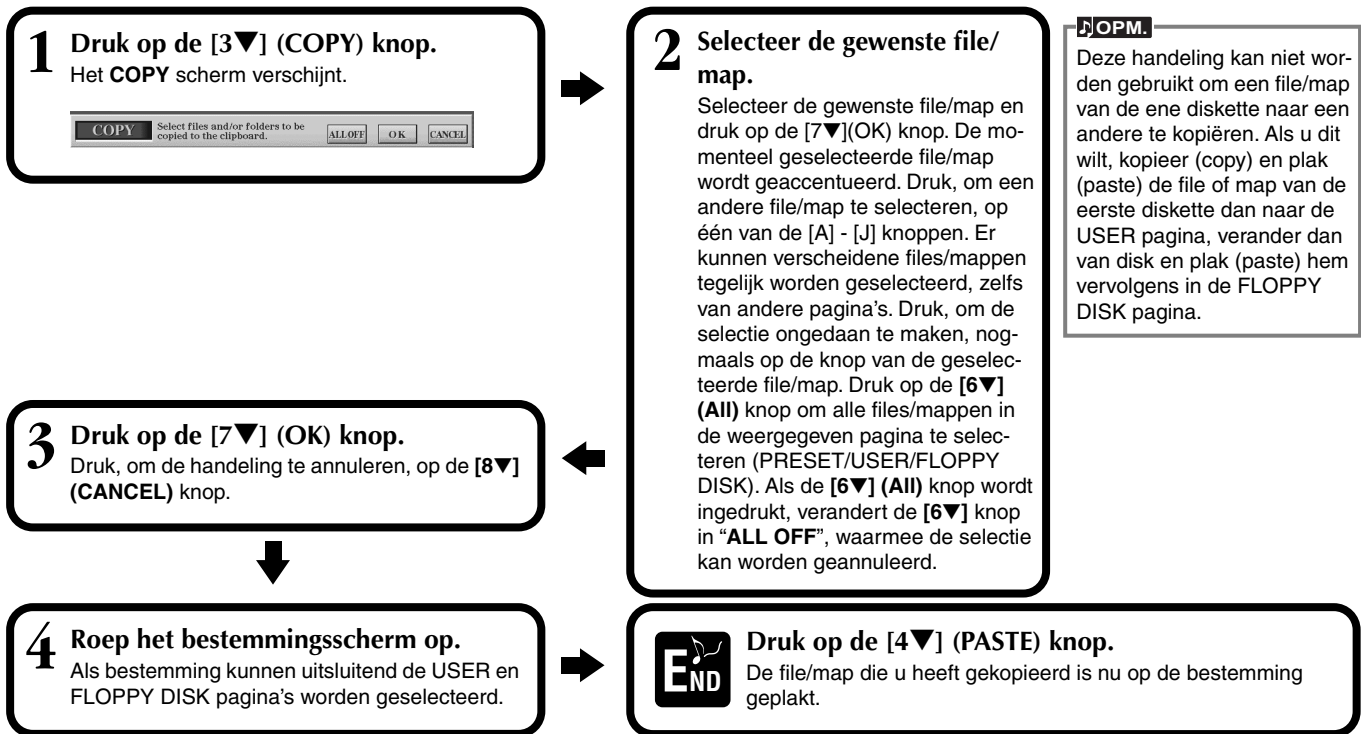 1 Druk op de [3▼] (COPY) knop.
Het COPY scherm verschijnt.
COPY Select files and/or folders to be
copied to the clipboard. ALL OFF OK CANCEL
2 Selecteer de gewenste file/
map.
Selecteer de gewenste file/map en
druk op de [7▼](OK) knop. De mo-
menteel geselecteerde file/map
wordt geaccentueerd. Druk, om een
andere file/map te selecteren, op
één van de [A] - [J] knoppen. Er
kunnen verscheidene files/mappen
tegelijk worden geselecteerd, zelfs
van andere pagina's. Druk, om de
selectie ongedaan te maken, nog-
maals op de knop van de geselec-
teerde file/map. Druk op de [6▼]
(All) knop om alle files/mappen in
de weergegeven pagina te selec-
teren (PRESET/USER/FLOPPY
DISK). Als de [6▼] (All) knop wordt
ingedrukt, verandert de [6▼] knop
in “ALL OFF”, waarmee de selectie
kan worden geannuleerd.
♪OPM.
Deze handeling kan niet wor-
den gebruikt om een file/map
van de ene diskette naar een
andere te kopiëren. Als u dit
wilt, kopieer (copy) en plak
(paste) de file of map van de
eerste diskette dan naar de
USER pagina, verander dan
van disk en plak (paste) hem
vervolgens in de FLOPPY
DISK pagina.
3 Druk op de [7▼] (OK) knop.
Druk, om de handeling te annuleren, op de [8▼]
(CANCEL) knop.
4 Roep het bestemmingsscherm op.
Als bestemming kunnen uitsluitend de USER en
FLOPPY DISK pagina's worden geselecteerd.
END Druk op de [4▼] (PASTE) knop.
De file/map die u heeft gekopieerd is nu op de bestemming
geplakt.